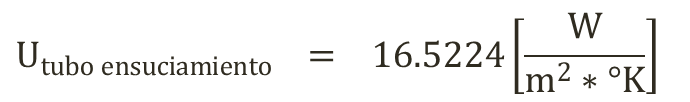 U_tubo ensuciamiento = 16.5224 [W / m² * °K]